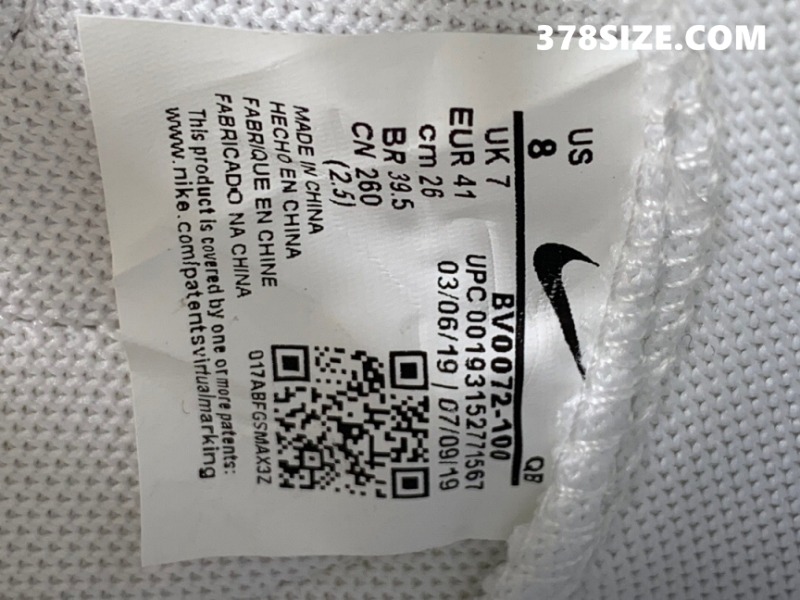 378SIZE.COM
US
8
UK 7
EUR 41
cm 26
BR 39.5
CN 260
(2.5)
BV0072-100
QB
UPC 00193152771567
03/06/19 | 07/09/19
MADE IN CHINA
HECHO EN CHINA
FABRIQUE EN CHINE
FABRICADO NA CHINA
017ABFGSMAX3Z
This product is covered by one or more patents:
www.nike.com/patentsvirtualmarking